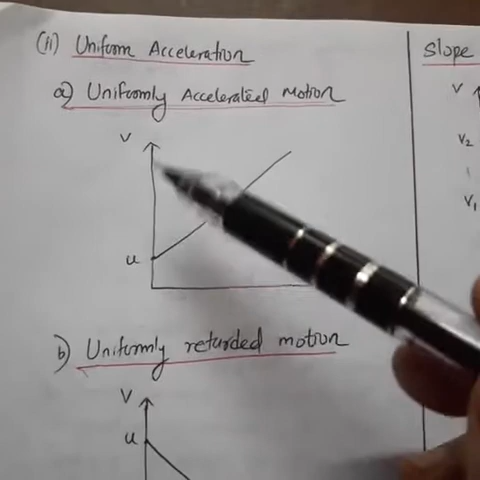 (ii) Uniform Acceleration
a) Uniformly Accelerated Motion
V
u
b) Uniformly retarded motion
V
u
Slope
V
V2
V1